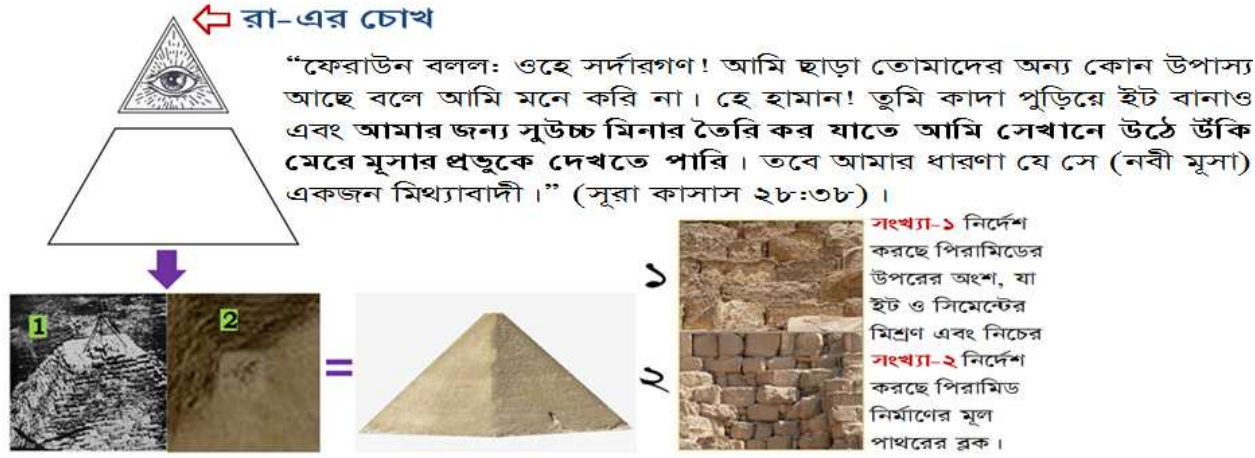 রা-এর চোখ
“ফেরাউন বলল: ওহে সর্দারগণ! আমি ছাড়া তোমাদের অন্য কোন উপাস্য
আছে বলে আমি মনে করি না। হে হামান! তুমি কাদা পুড়িয়ে ইট বানাও
এবং আমার জন্য সুউচ্চ মিনার তৈরি কর যাতে আমি সেখানে উঠে উঁকি
মেরে মূসার প্রভুকে দেখতে পারি। তবে আমার ধারণা যে সে (নবী মূসা)
একজন মিথ্যাবাদী।” (সূরা কাসাস ২৮:৩৮)।
1
2
=
১
২
সংখ্যা-১ নির্দেশ
করছে পিরামিডের
উপরের অংশ, যা
ইট ও সিমেন্টের
মিশ্রণ এবং নিচের
সংখ্যা-২ নির্দেশ
করছে পিরামিড
নির্মাণের মূল
পাথরের ব্লক।